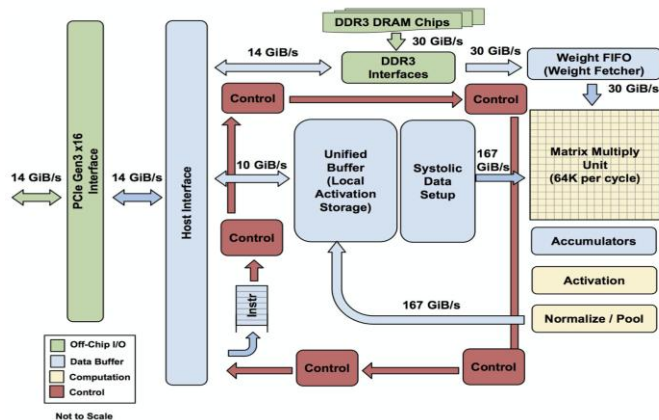 DDR3 DRAM Chips
14 GiB/s
30 GiB/s
30 GiB/s
DDR3
Interfaces
Weight FIFO
(Weight Fetcher)
30 GiB/s
Control
Control
14 GiB/s
PCIe Gen3 x16
Interface
14 GiB/s
Host Interface
10 GiB/s
Unified
Buffer
(Local
Activation
Storage)
Systolic
Data
Setup
167
GiB/s
Matrix Multiply
Unit
(64K per cycle)
Control
Accumulators
Activation
Instr
167 GiB/s
Normalize / Pool
Off-Chip I/O
Data Buffer
Computation
Control
Control
Control
Control
Not to Scale